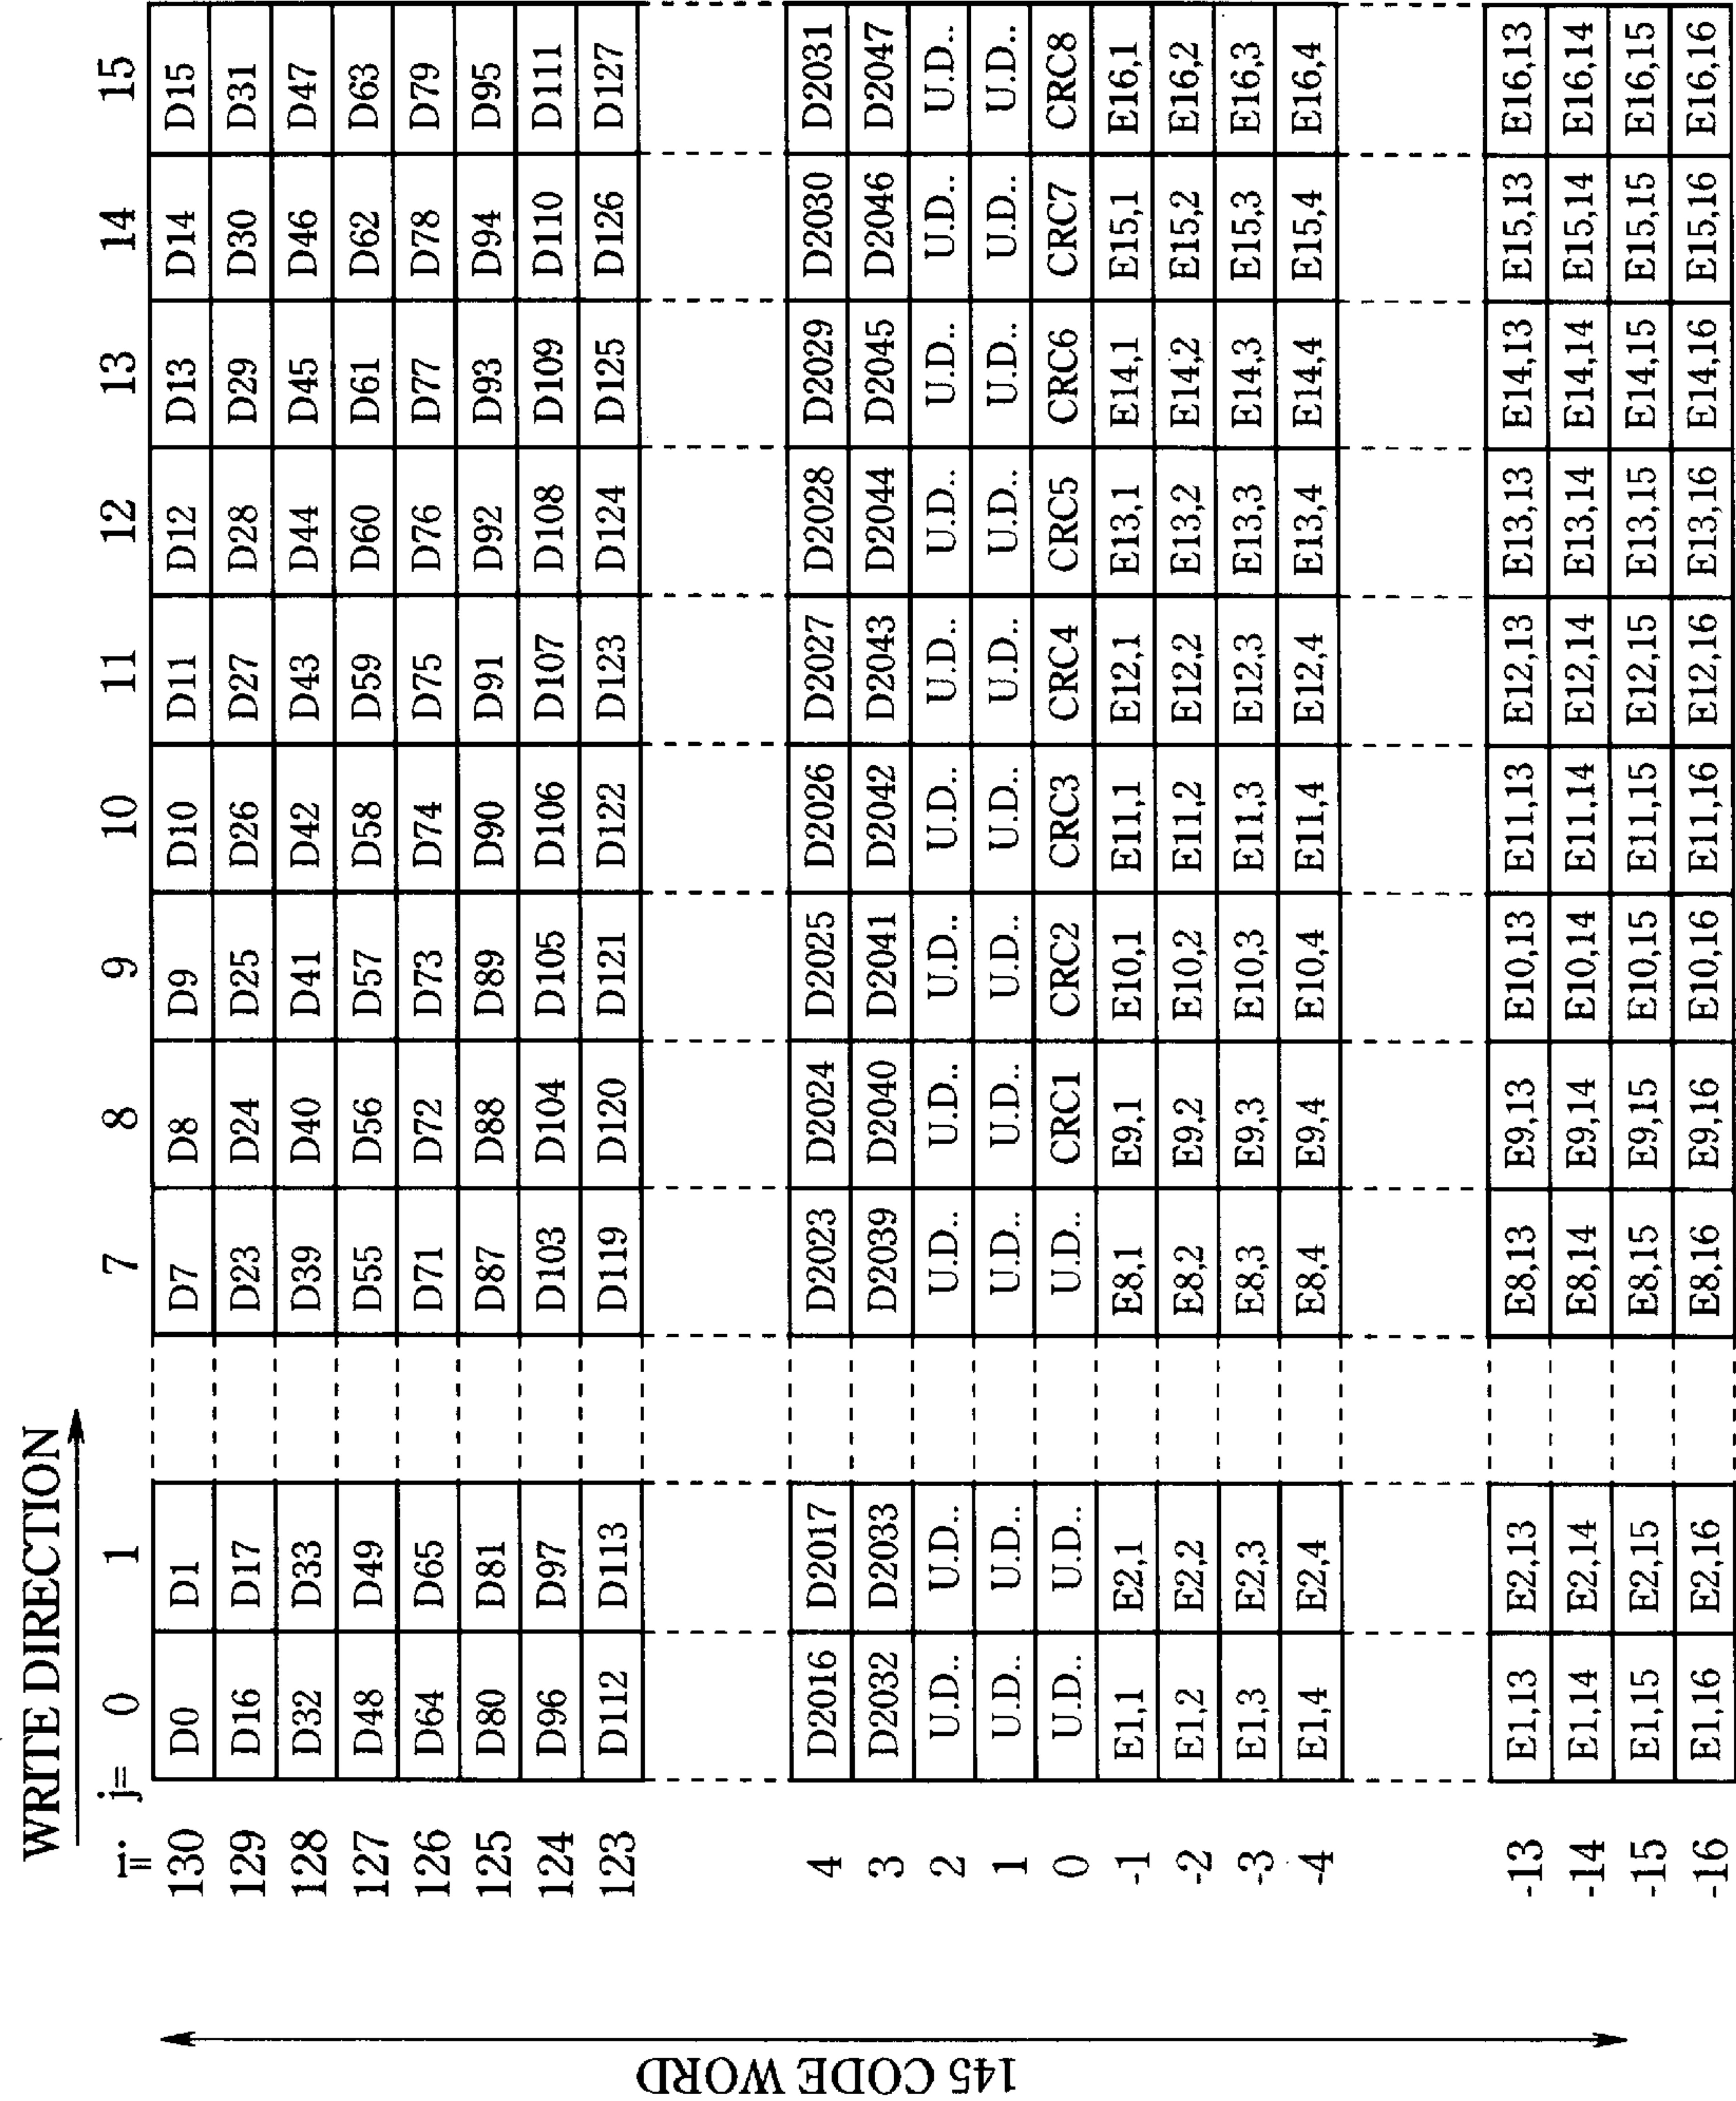 WRITE DIRECTION
j= 0 1 7 8 9 10 11 12 13 14 15
i=
130 D0 D1 D7 D8 D9 D10 D11 D12 D13 D14 D15
129 D16 D17 D23 D24 D25 D26 D27 D28 D29 D30 D31
128 D32 D33 D39 D40 D41 D42 D43 D44 D45 D46 D47
127 D48 D49 D55 D56 D57 D58 D59 D60 D61 D62 D63
126 D64 D65 D71 D72 D73 D74 D75 D76 D77 D78 D79
125 D80 D81 D87 D88 D89 D90 D91 D92 D93 D94 D95
124 D96 D97 D103 D104 D105 D106 D107 D108 D109 D110 D111
123 D112 D113 D119 D120 D121 D122 D123 D124 D125 D126 D127
4 D2016 D2017 D2023 D2024 D2025 D2026 D2027 D2028 D2029 D2030 D2031
3 D2032 D2033 D2039 D2040 D2041 D2042 D2043 D2044 D2045 D2046 D2047
2 U.D.. U.D.. U.D.. U.D.. U.D.. U.D.. U.D.. U.D.. U.D.. U.D.. U.D..
1 U.D.. U.D.. U.D.. U.D.. U.D.. U.D.. U.D.. U.D.. U.D.. U.D.. U.D..
0 U.D.. U.D.. U.D.. CRC1 CRC2 CRC3 CRC4 CRC5 CRC6 CRC7 CRC8
-1 E1,1 E2,1 E8,1 E9,1 E10,1 E11,1 E12,1 E13,1 E14,1 E15,1 E16,1
-2 E1,2 E2,2 E8,2 E9,2 E10,2 E11,2 E12,2 E13,2 E14,2 E15,2 E16,2
-3 E1,3 E2,3 E8,3 E9,3 E10,3 E11,3 E12,3 E13,3 E14,3 E15,3 E16,3
-4 E1,4 E2,4 E8,4 E9,4 E10,4 E11,4 E12,4 E13,4 E14,4 E15,4 E16,4
-13 E1,13 E2,13 E8,13 E9,13 E10,13 E11,13 E12,13 E13,13 E14,13 E15,13 E16,13
-14 E1,14 E2,14 E8,14 E9,14 E10,14 E11,14 E12,14 E13,14 E14,14 E15,14 E16,14
-15 E1,15 E2,15 E8,15 E9,15 E10,15 E11,15 E12,15 E13,15 E14,15 E15,15 E16,15
-16 E1,16 E2,16 E8,16 E9,16 E10,16 E11,16 E12,16 E13,16 E14,16 E15,16 E16,16
145 CODE WORD